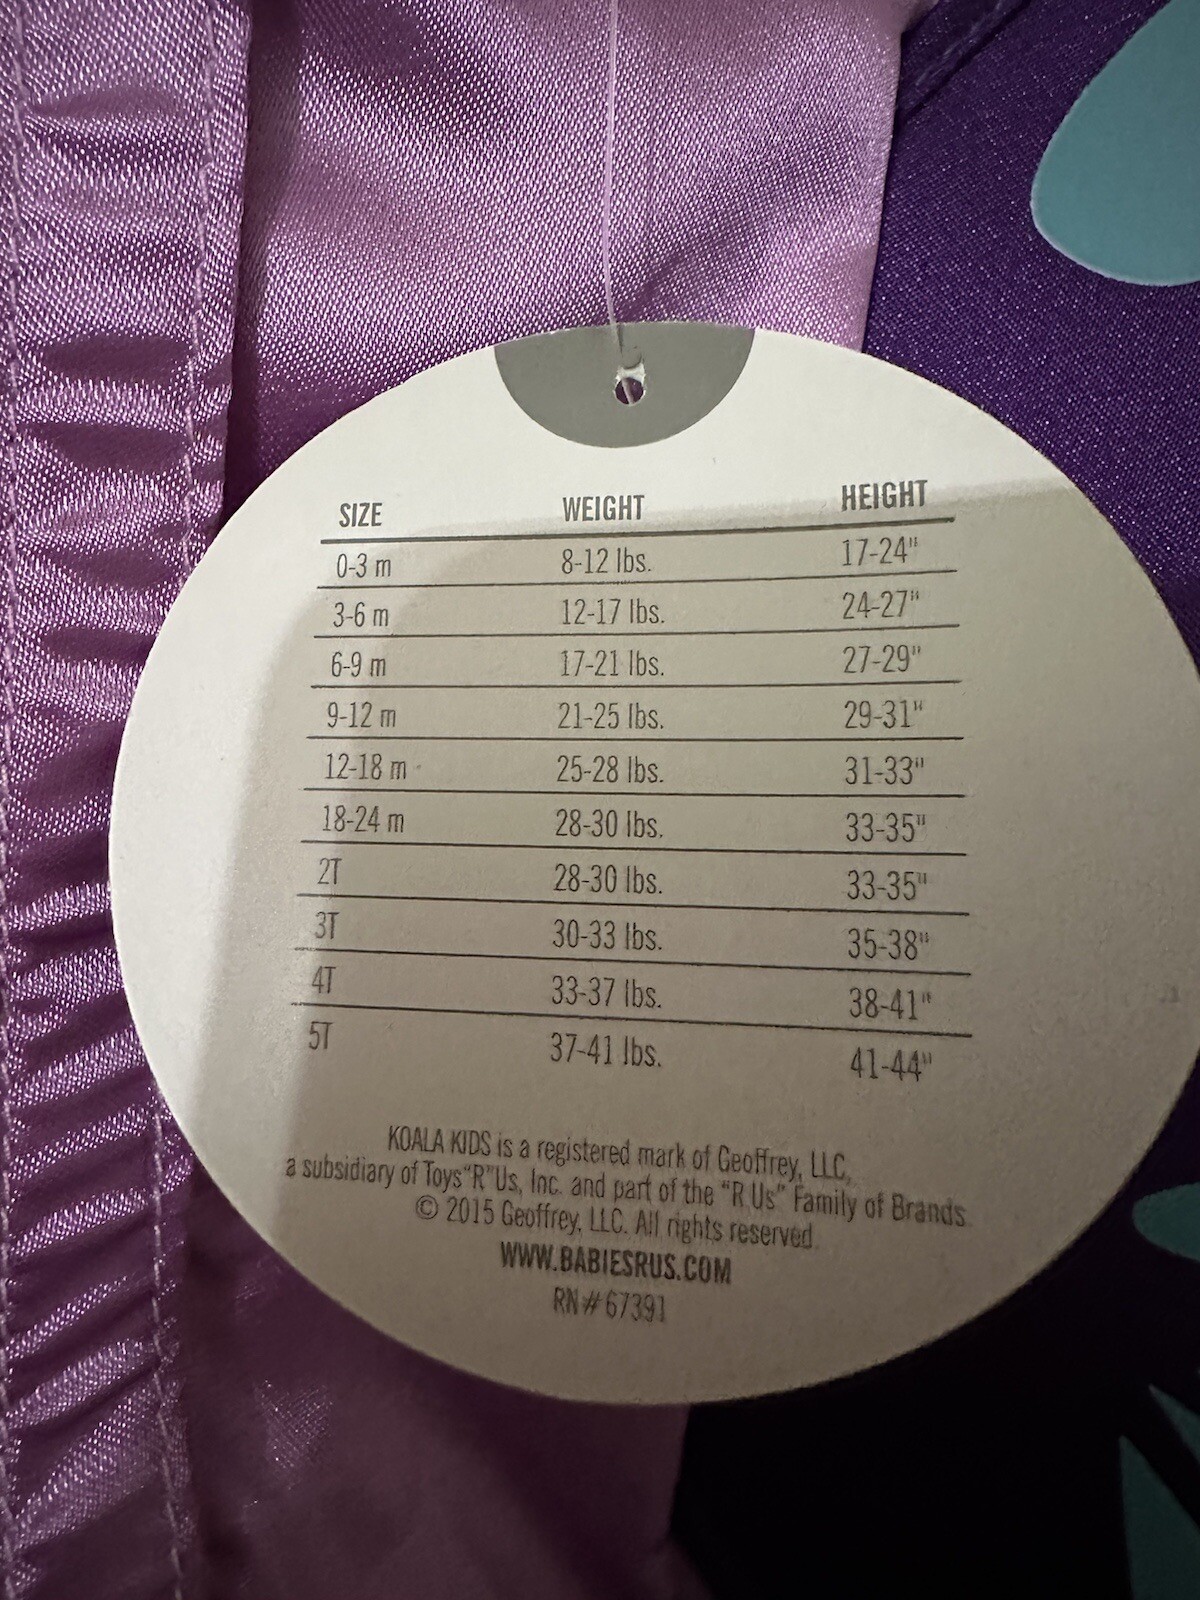 SIZE WEIGHT HEIGHT
0-3 m 8-12 lbs. 17-24"
3-6 m 12-17 lbs. 24-27"
6-9 m 17-21 lbs. 27-29"
9-12 m 21-25 lbs. 29-31"
12-18 m 25-28 lbs. 31-33"
18-24 m 28-30 lbs. 33-35"
2T 28-30 lbs. 33-35"
3T 30-33 lbs. 35-38"
4T 33-37 lbs. 38-41"
5T 37-41 lbs. 41-44"
KOALA KIDS is a registered mark of Geoffrey, LLC,
a subsidiary of Toys"R"Us, Inc. and part of the "R Us" Family of Brands
© 2015 Geoffrey, LLC. All rights reserved.
WWW.BABIESRUS.COM
RN# 67391